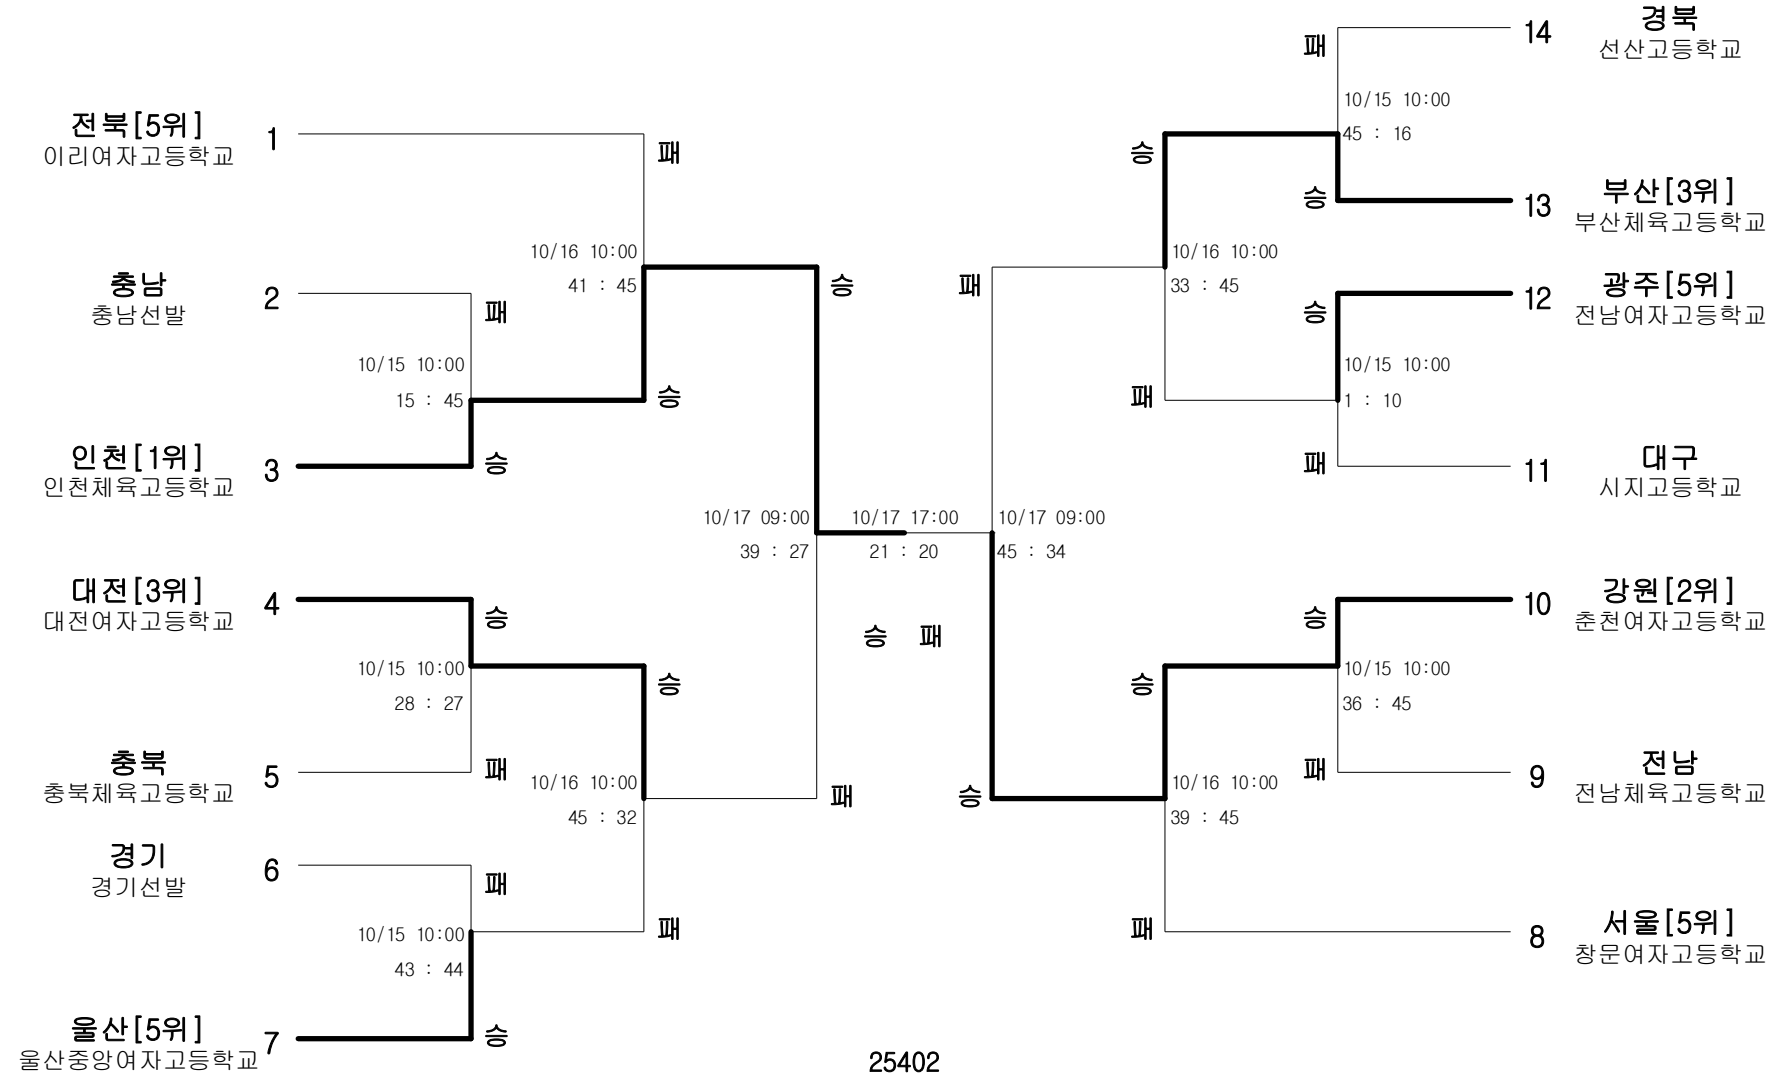 전북[5위]
이리여자고등학교
1
패
10/16 10:00
41 : 45
충남
충남선발
2
패
10/15 10:00
15 : 45
승
인천[1위]
인천체육고등학교
3
승
승
10/17 09:00
39 : 27
대전[3위]
대전여자고등학교
4
승
10/15 10:00
28 : 27
승
충북
충북체육고등학교
5
패
10/16 10:00
45 : 32
패
경기
경기선발
6
패
10/15 10:00
43 : 44
패
울산[5위]
울산중앙여자고등학교
7
승
10/17 17:00
21 : 20
승 패
경북
선산고등학교
14
패
10/15 10:00
45 : 16
승
부산[3위]
부산체육고등학교
13
승
10/16 10:00
33 : 45
패
광주[5위]
전남여자고등학교
12
승
10/15 10:00
1 : 10
패
대구
시지고등학교
11
패
10/17 09:00
45 : 34
강원[2위]
춘천여자고등학교
10
승
10/15 10:00
36 : 45
승
전남
전남체육고등학교
9
패
10/16 10:00
39 : 45
승
서울[5위]
창문여자고등학교
8
패
25402